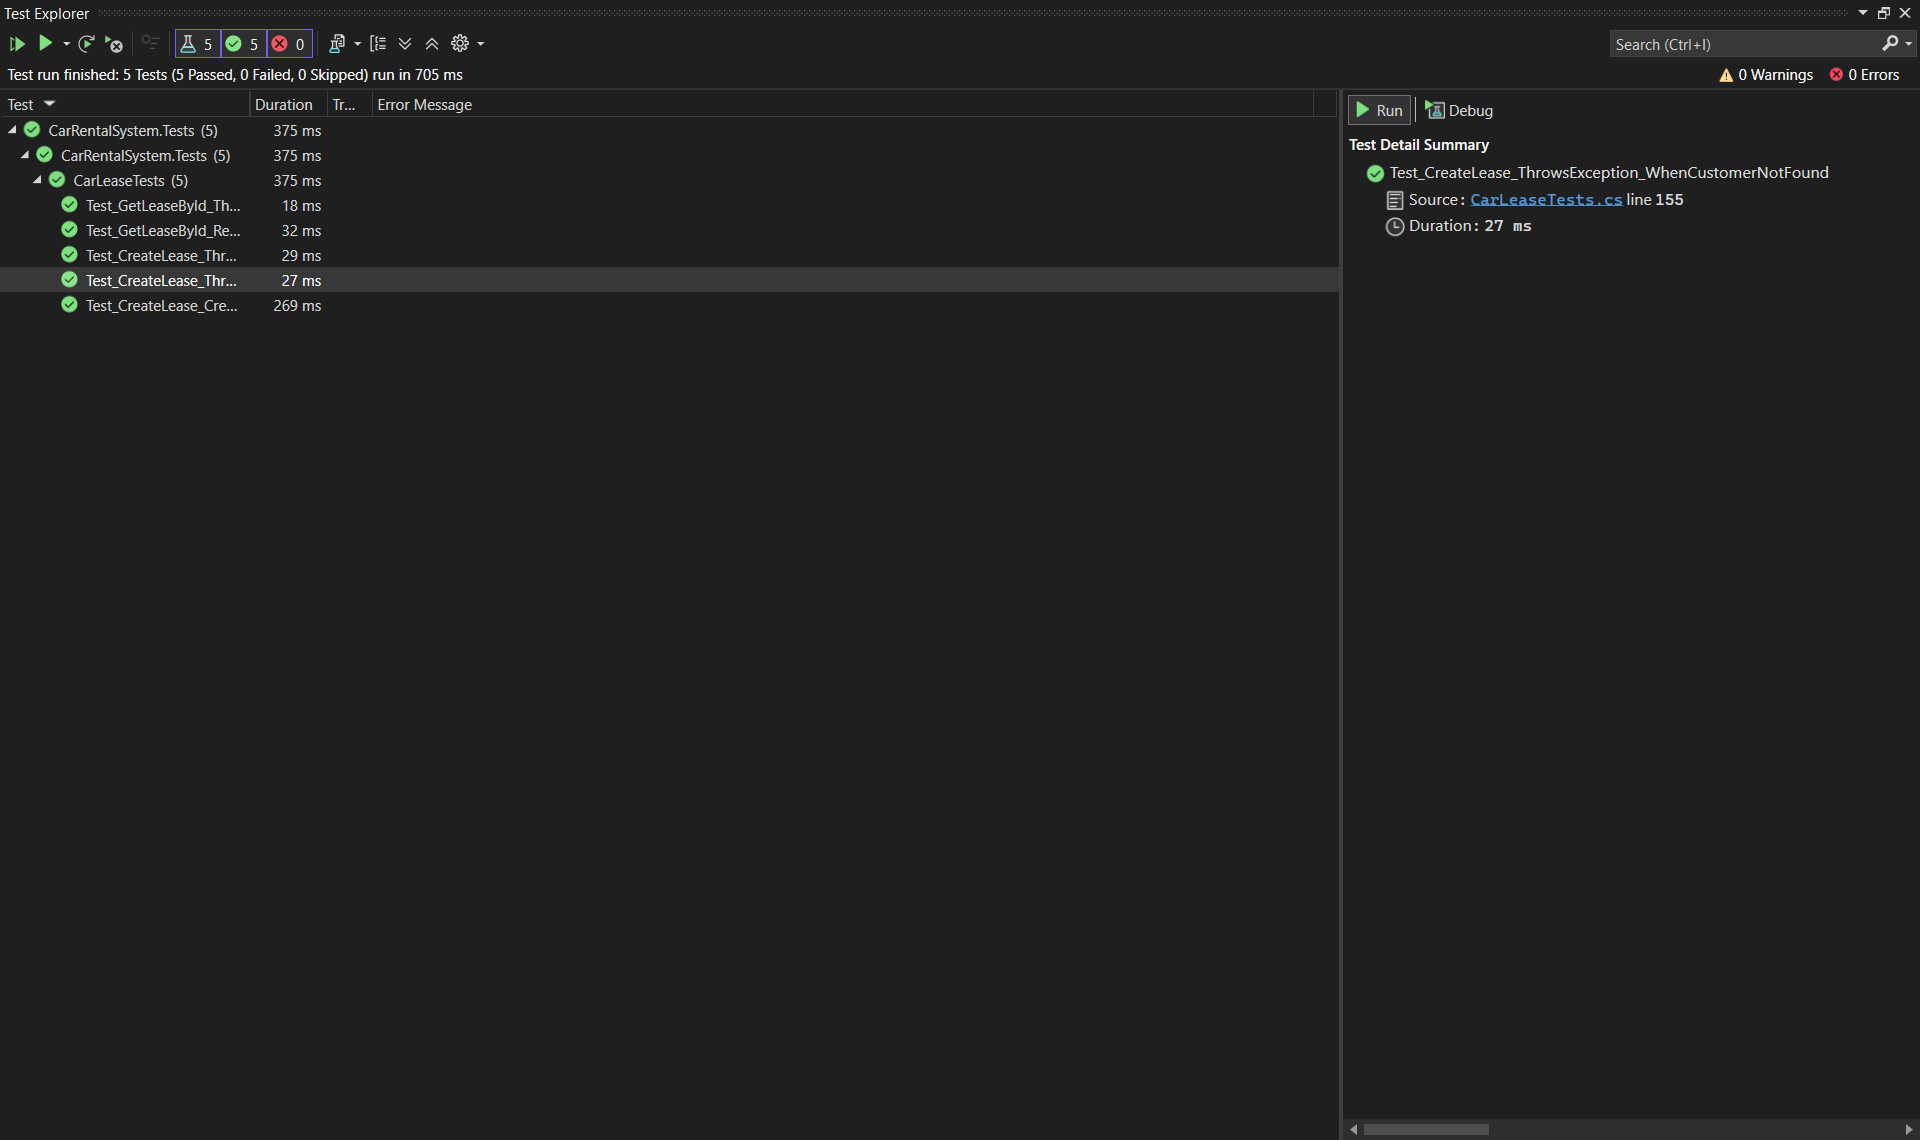 Test Explorer
5 5 0
Search (Ctrl+I)
Test run finished: 5 Tests (5 Passed, 0 Failed, 0 Skipped) run in 705 ms
0 Warnings 0 Errors
Test Duration Tr... Error Message
CarRentalSystem.Tests (5) 375 ms
CarRentalSystem.Tests (5) 375 ms
CarLeaseTests (5) 375 ms
Test_GetLeaseById_Th... 18 ms
Test_GetLeaseById_Re... 32 ms
Test_CreateLease_Thr... 29 ms
Test_CreateLease_Thr... 27 ms
Test_CreateLease_Cre... 269 ms
Run Debug
Test Detail Summary
Test_CreateLease_ThrowsException_WhenCustomerNotFound
Source: CarLeaseTests.cs line 155
Duration: 27 ms